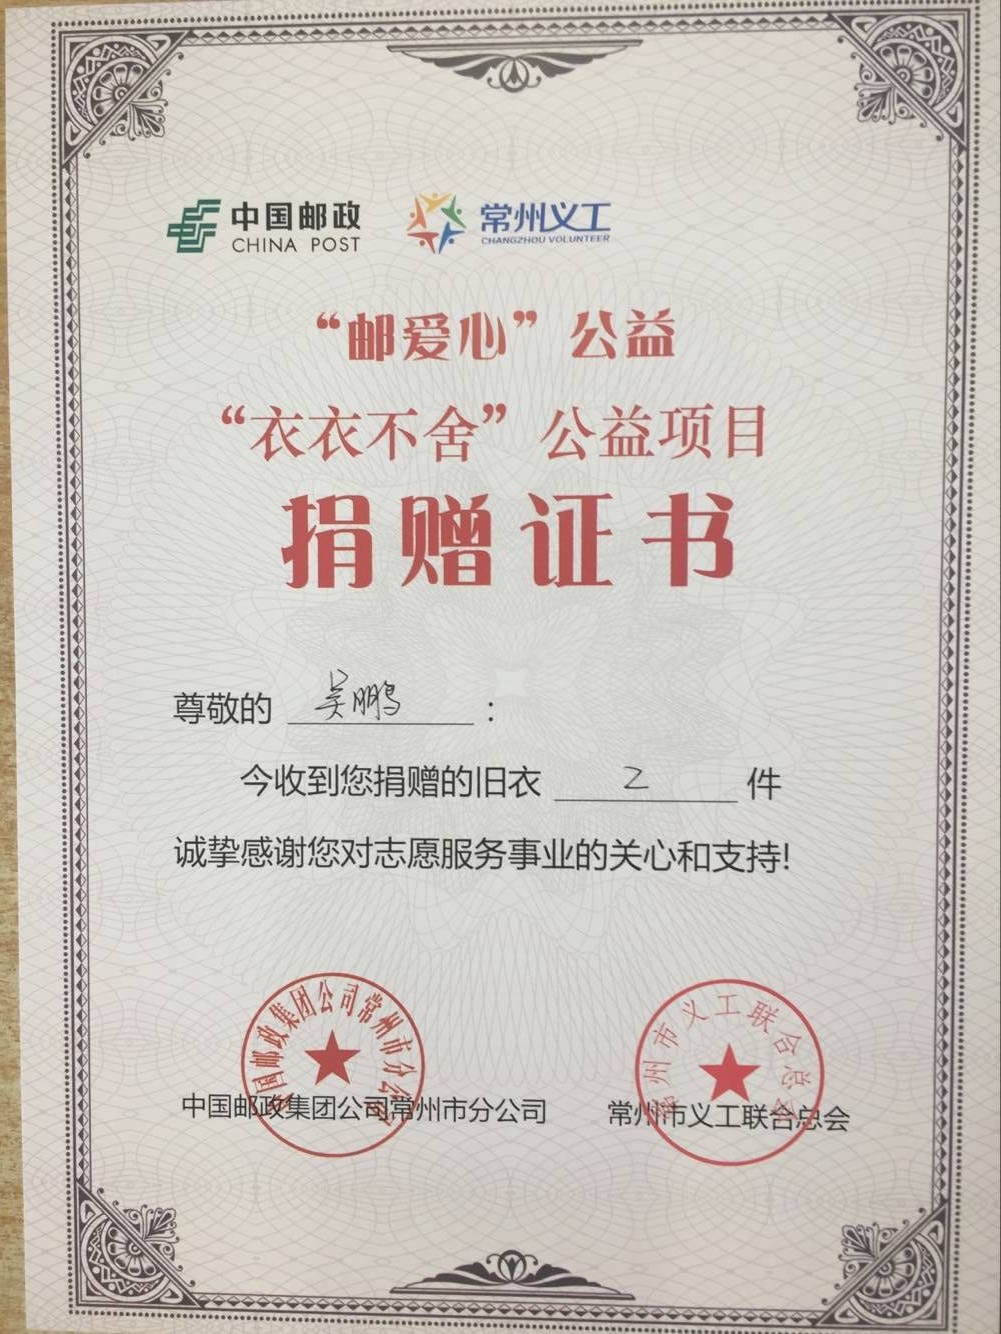 中国邮政 常州义工
CHINA POST CHANGZHOU VOLUNTEER
“邮爱心”公益
“衣衣不舍”公益项目
捐赠证书
尊敬的 吴鹏 ：
今收到您捐赠的旧衣 2 件
诚挚感谢您对志愿服务事业的关心和支持!
中国邮政集团公司常州市分公司
常州市义工联合总会
中国邮政集团公司常州市分公司 常州市义工联合总会